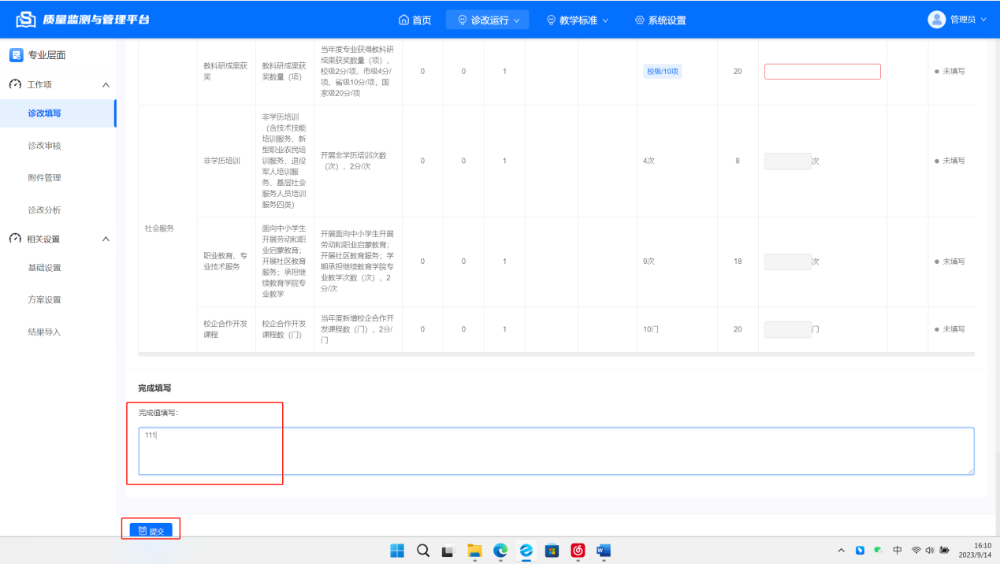 质量监测与管理平台
首页
诊改运行
教学标准
系统设置
管理员
专业层面
工作项
诊改填写
诊改审核
附件管理
诊改分析
相关设置
基础设置
方案设置
结果导入
教科研成果获
奖
教科研成果获奖
数量（项）
当年度专业获得教科研
成果获奖数量（项），
校级2分/项、市级4分/
项、省级10分/项，国
家级20分/项
0
0
1
校级/10项
20
未填写
社会服务
非学历培训
非学历培训
（含技术技能
培训服务、新
型职业农民培
训服务、退役
军人培训服
务、基层社会
服务人员培训
服务四类）
开展非学历培训次数
（次），2分/次
0
0
1
4次
8
次
未填写
职业教育、专
业技术服务
面向中小学生
开展劳动和职
业启蒙教育；
开展社区教育
服务；承担继
续教育学院专
业教学
开展面向中小学生开展
劳动和职业启蒙教育；
开展社区教育服务；学
期承担继续教育学院专
业教学次数（次），2
分/次
0
0
1
9次
18
次
未填写
校企合作开发
课程
校企合作开发
课程数（门）
当年度新增校企合作开
发课程数（门），2分/
门
0
0
1
10门
20
门
未填写
完成填写
完成值填写：
111
提交
中
16:10
2023/9/14